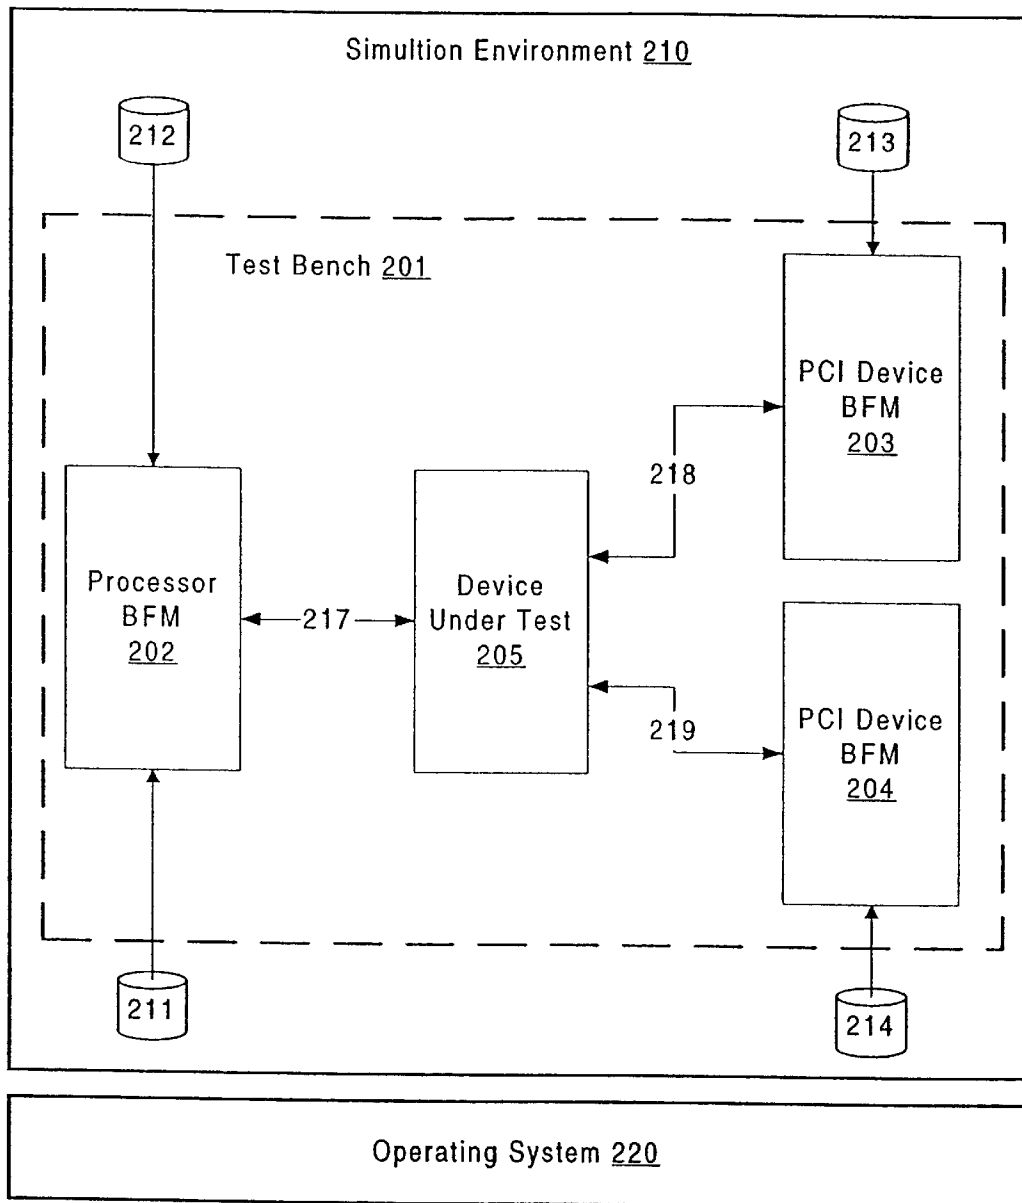 Simultion Environment 210
212
213
Test Bench 201
PCI Device
BFM
203
218
Processor
BFM
202
217
Device
Under Test
205
219
PCI Device
BFM
204
211
214
Operating System 220